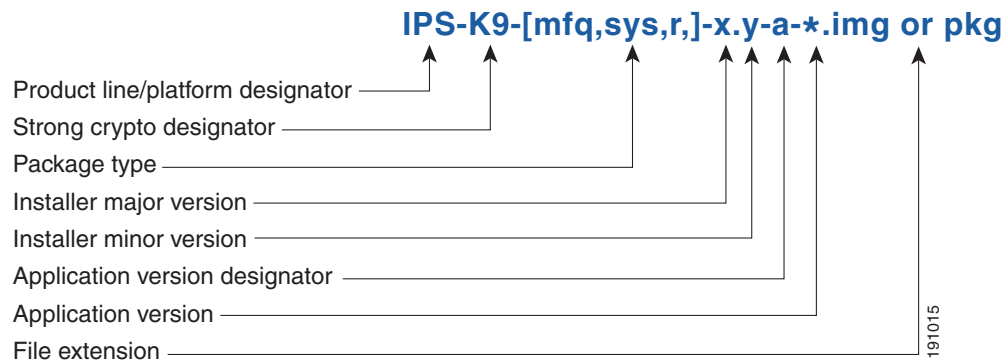 IPS-K9-[mfq,sys,r,]-x.y-a-*.img or pkg
Product line/platform designator
Strong crypto designator
Package type
Installer major version
Installer minor version
Application version designator
Application version
File extension
191015